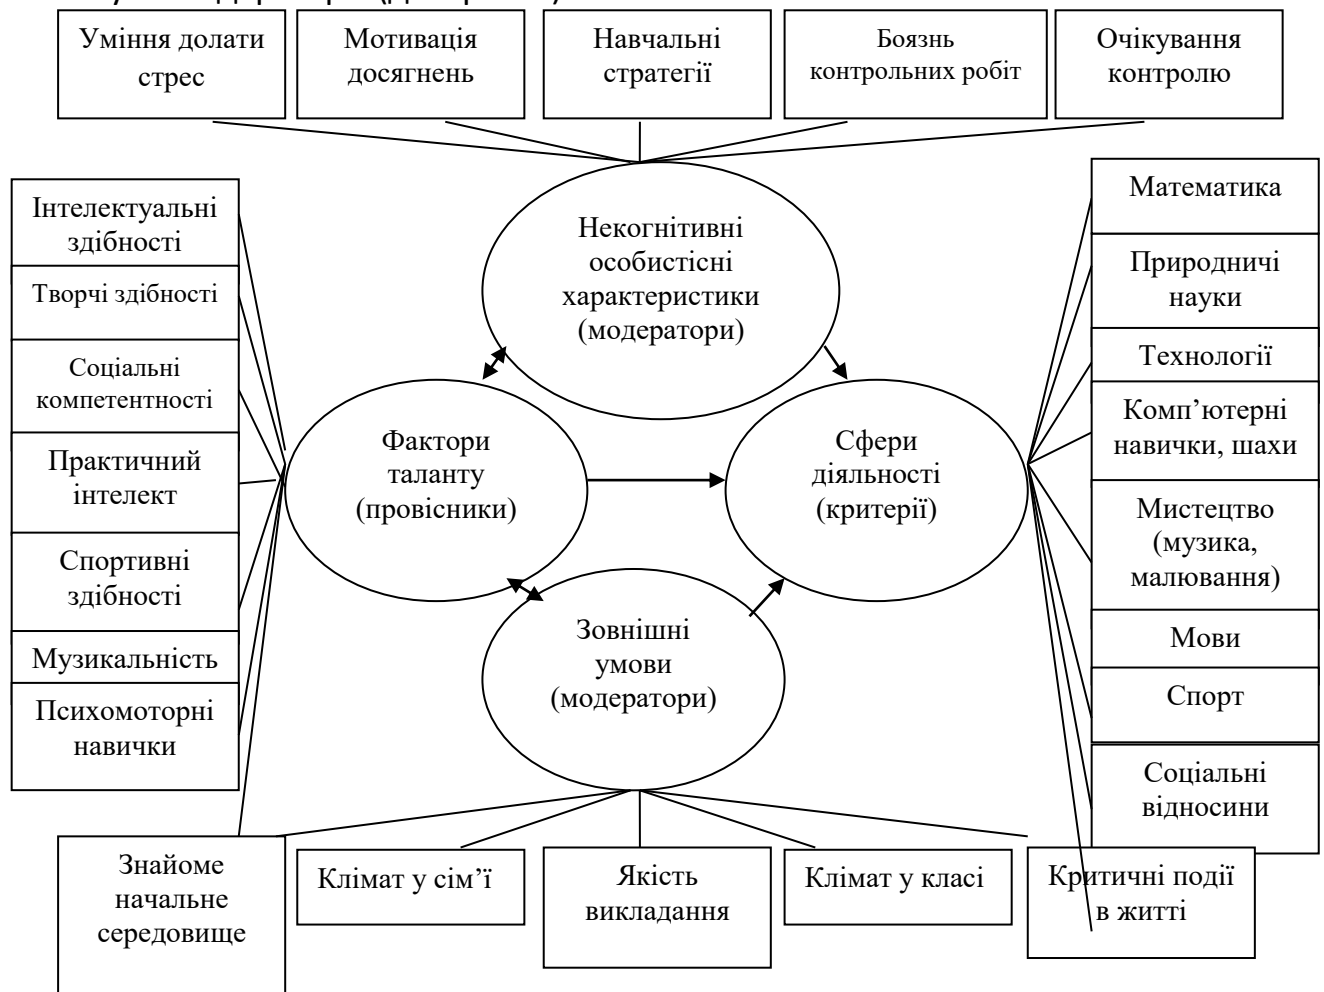 Уміння долати
стрес
Мотивація
досягнень
Навчальні
стратегії
Боязнь
контрольних робіт
Очікування
контролю
Некогнітивні
особистісні
характеристики
(модератори)
Інтелектуальні
здібності
Творчі здібності
Соціальні
компетентності
Практичний
інтелект
Спортивні
здібності
Музикальність
Психомоторні
навички
Фактори
таланту
(провісники)
Сфери
діяльності
(критерії)
Зовнішні
умови
(модератори)
Математика
Природничі
науки
Технології
Комп’ютерні
навички, шахи
Мистецтво
(музика,
малювання)
Мови
Спорт
Соціальні
відносини
Знайоме
начальне
середовище
Клімат у сім’ї
Якість
викладання
Клімат у класі
Критичні події
в житті